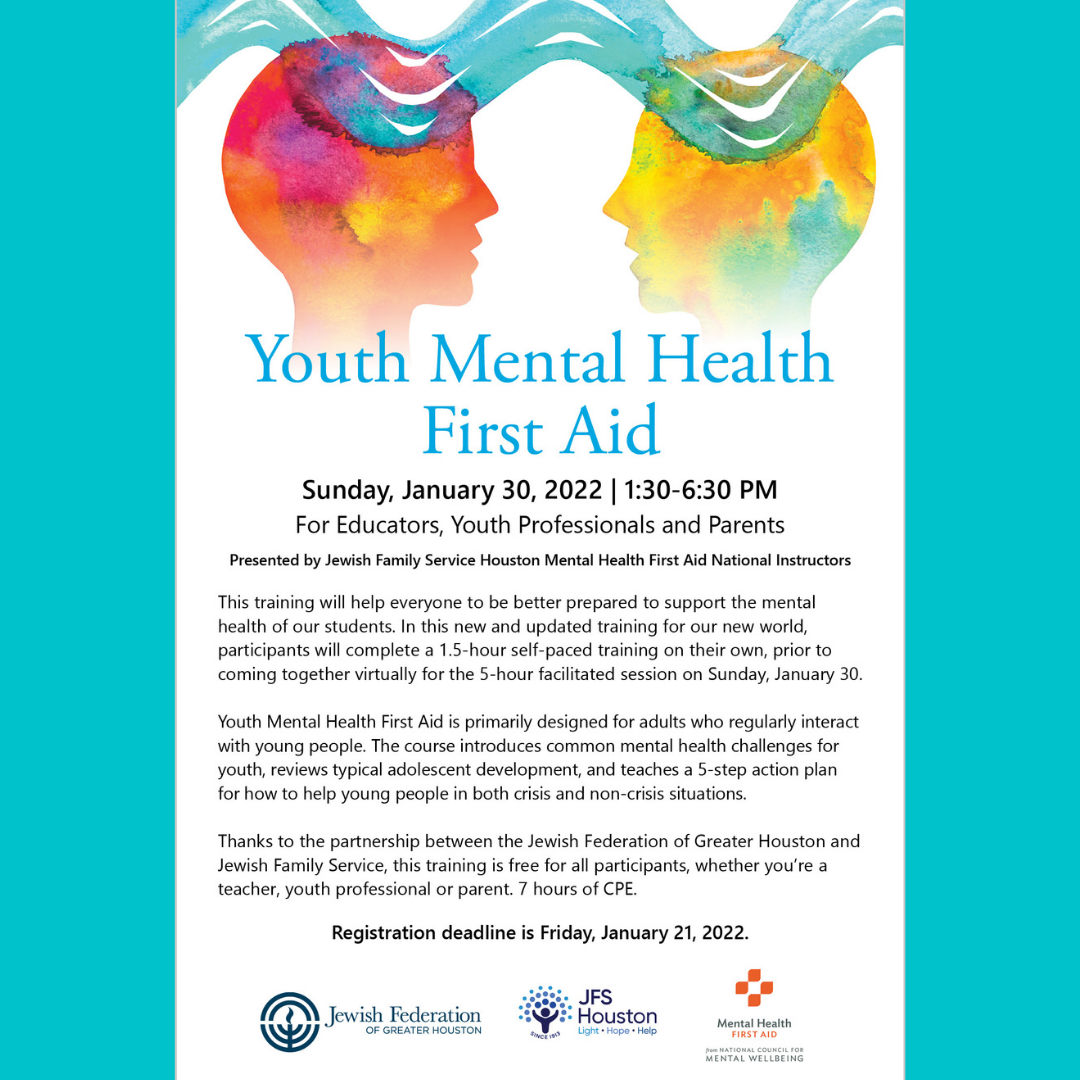 Youth Mental Health
First Aid
Sunday, January 30, 2022 | 1:30-6:30 PM
For Educators, Youth Professionals and Parents
Presented by Jewish Family Service Houston Mental Health First Aid National Instructors
This training will help everyone to be better prepared to support the mental
health of our students. In this new and updated training for our new world,
participants will complete a 1.5-hour self-paced training on their own, prior to
coming together virtually for the 5-hour facilitated session on Sunday, January 30.
Youth Mental Health First Aid is primarily designed for adults who regularly interact
with young people. The course introduces common mental health challenges for
youth, reviews typical adolescent development, and teaches a 5-step action plan
for how to help young people in both crisis and non-crisis situations.
Thanks to the partnership between the Jewish Federation of Greater Houston and
Jewish Family Service, this training is free for all participants, whether you’re a
teacher, youth professional or parent. 7 hours of CPE.
Registration deadline is Friday, January 21, 2022.
Jewish Federation
OF GREATER HOUSTON
JFS
Houston
Light • Hope • Help
SINCE 1913
Mental Health
FIRST AID
from NATIONAL COUNCIL FOR
MENTAL WELLBEING